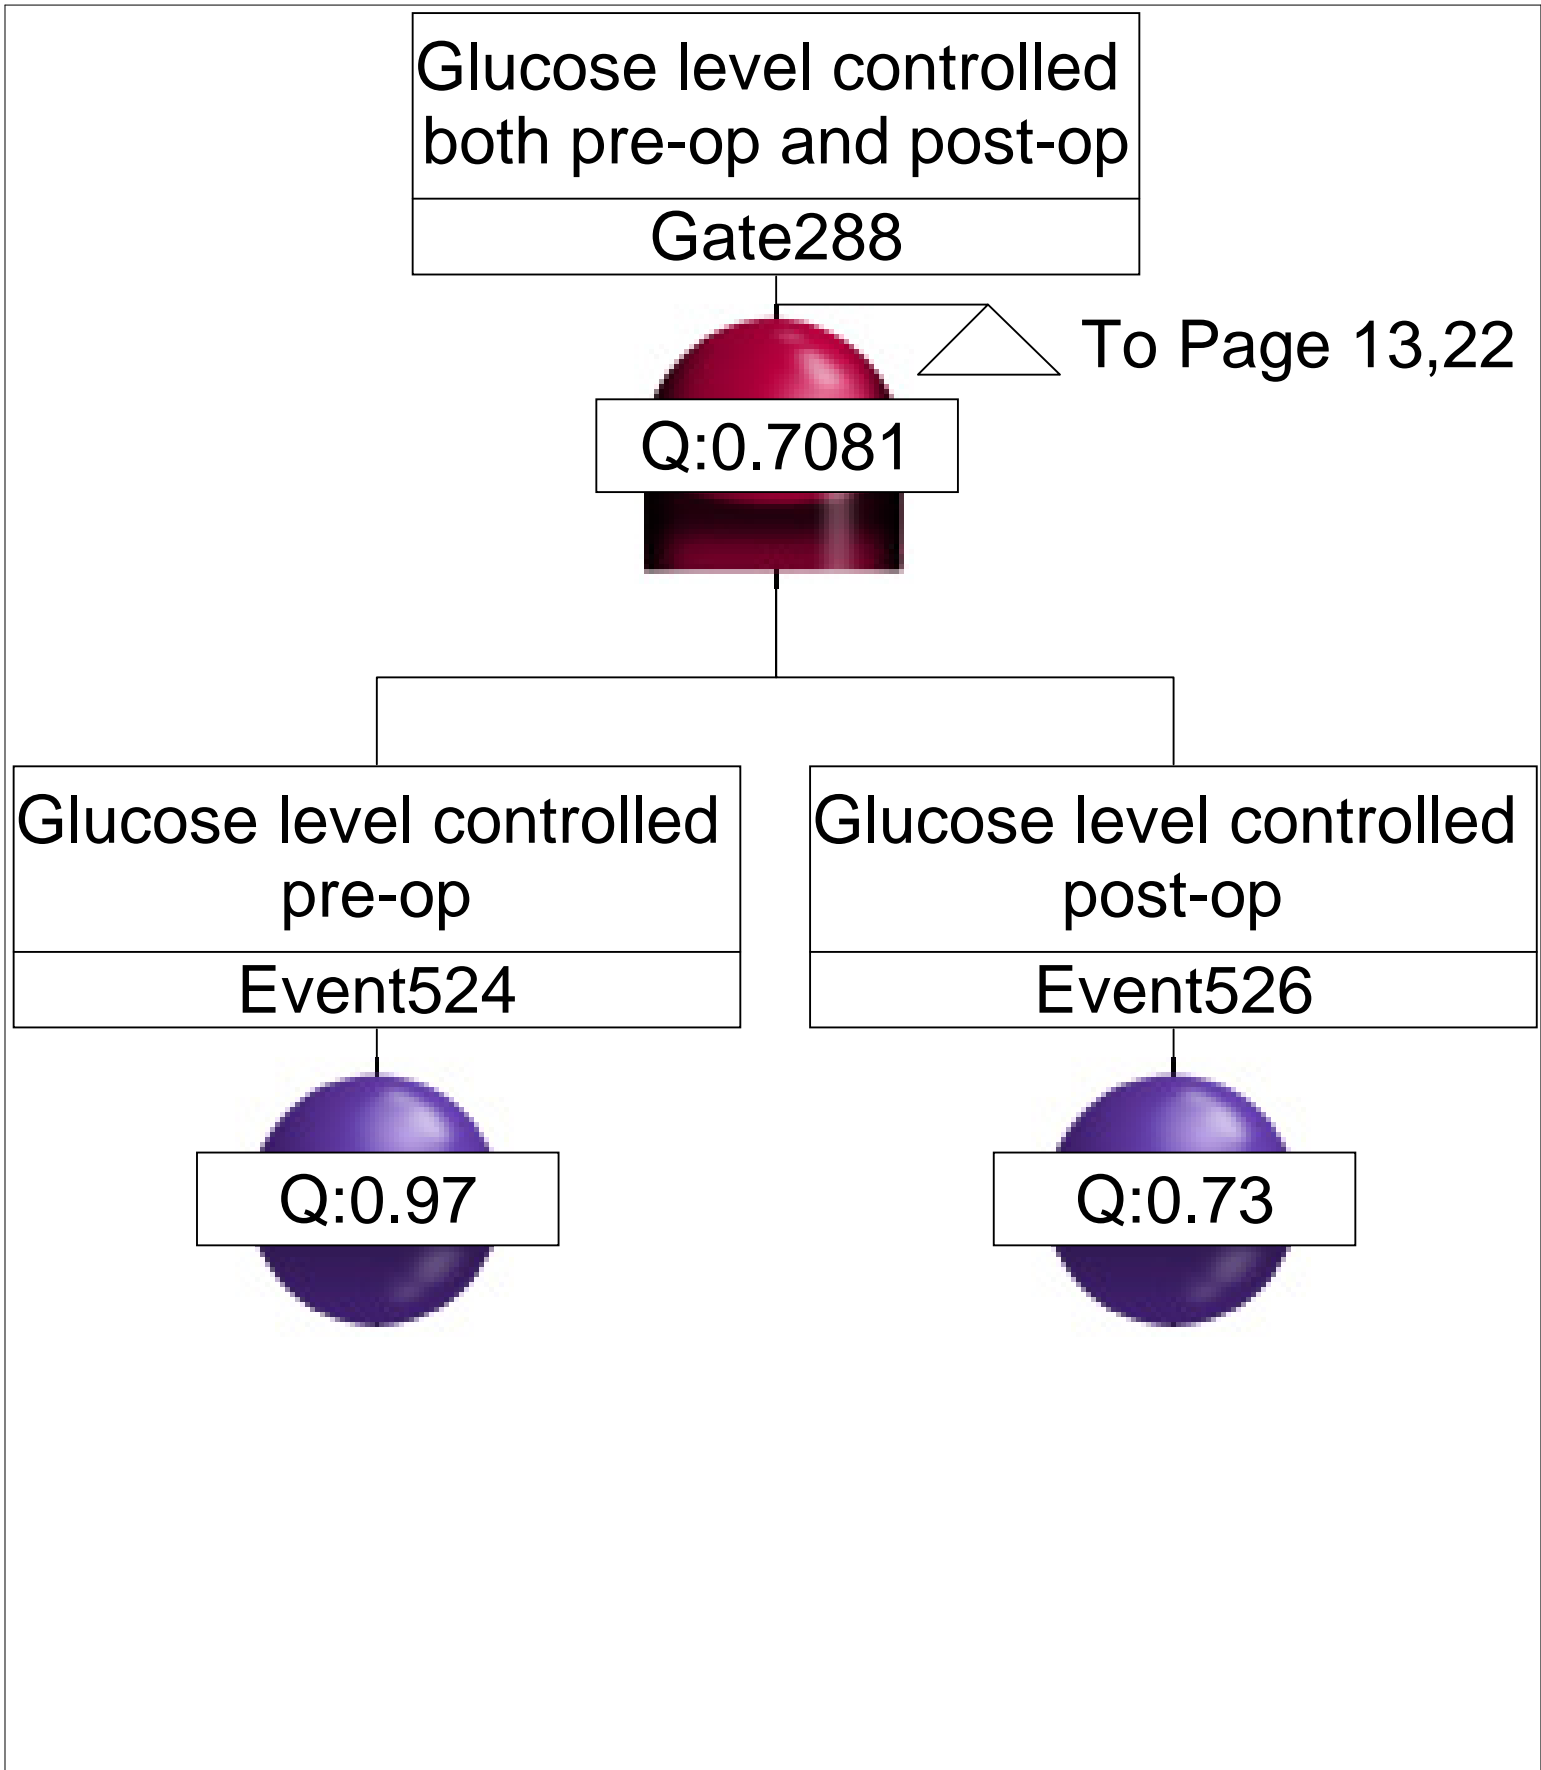 Glucose level controlled
both pre-op and post-op
Gate288
To Page 13,22
Q:0.7081
Glucose level controlled
pre-op
Event524
Q:0.97
Glucose level controlled
post-op
Event526
Q:0.73